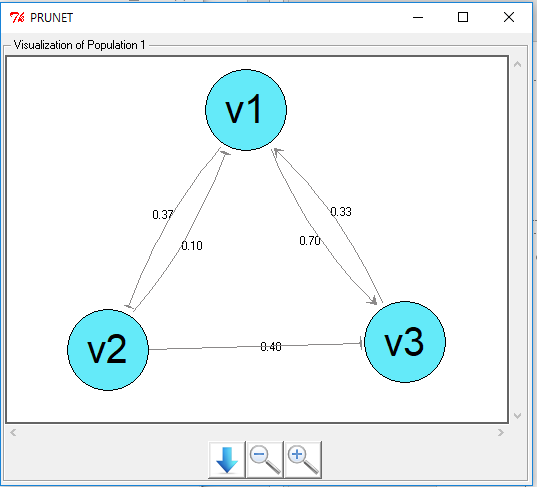 PRUNET
Visualization of Population 1
v1
0.37
0.33
0.70
0.10
v2
0.40
v3